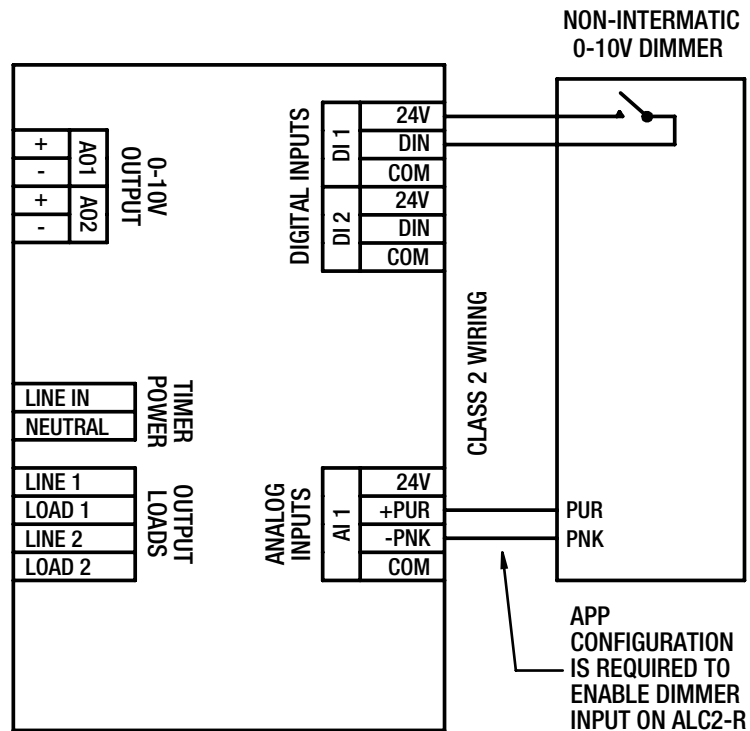 NON-INTERMATIC
0-10V DIMMER
+
-
+
-
A01
A02
0-10V
OUTPUT
DIGITAL INPUTS
DI 1
DI 2
24V
DIN
COM
24V
DIN
COM
CLASS 2 WIRING
LINE IN
NEUTRAL
TIMER
POWER
LINE 1
LOAD 1
LINE 2
LOAD 2
OUTPUT
LOADS
ANALOG
INPUTS
AI 1
24V
+PUR
-PNK
COM
PUR
PNK
APP
CONFIGURATION
IS REQUIRED TO
ENABLE DIMMER
INPUT ON ALC2-R